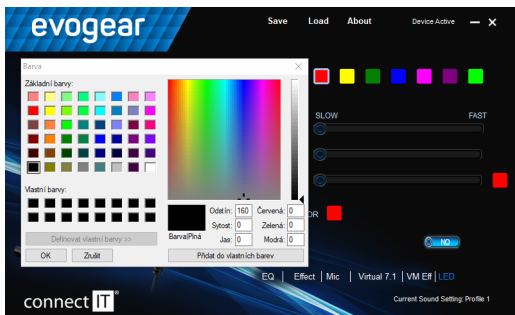 evogear
Save Load About Device Active
Barva
Základní barvy:
SLOW FAST
Vlastní barvy:
Odstín: 160 Červená: 0
OR
Sytost: 0 Zelená: 0
Barva|Plná
Jas: 0 Modrá: 0
Definovat vlastní barvy >>
NO
OK Zrušit Přidat do vlastních barev
EQ | Effect | Mic | Virtual 7.1 | VM Eff | LED
connect IT®
Current Sound Setting: Profile 1